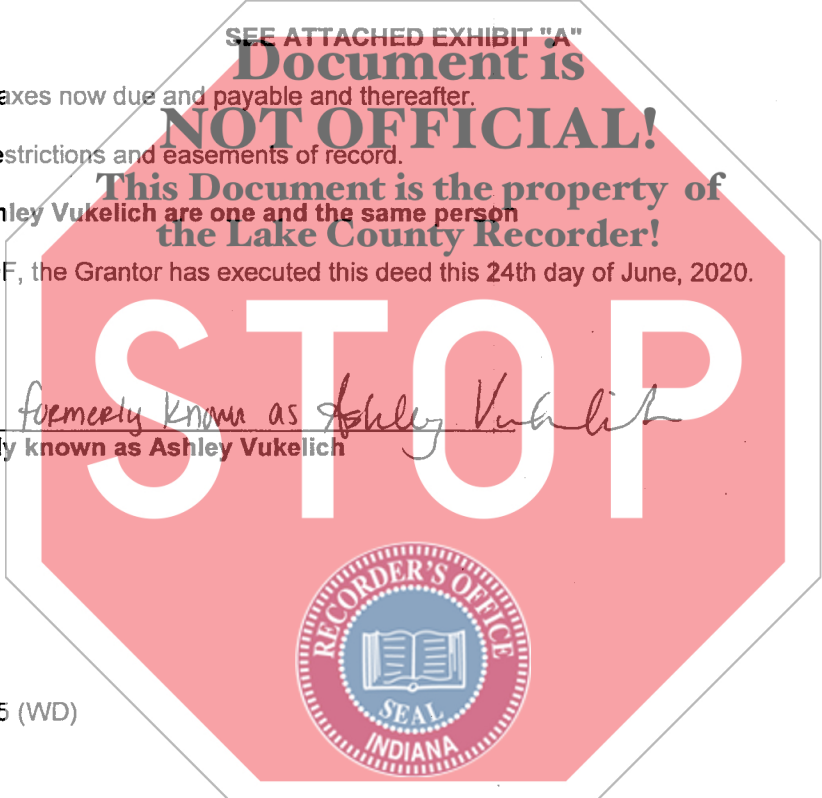 SEE ATTACHED EXHIBIT "A"
Document is
axes now due and payable and thereafter.
NOT OFFICIAL!
estrictions and easements of record.
This Document is the property of
hley Vukelich are one and the same person
the Lake County Recorder!
F, the Grantor has executed this deed this 24th day of June, 2020.
STOP
formerly known as Ashley Vukelich
y known as Ashley Vukelich
RECORDER'S OFFICE
SEAL
INDIANA
5 (WD)